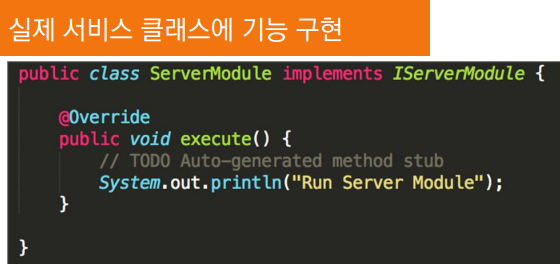 실제 서비스 클래스에 기능 구현
public class ServerModule implements IServerModule {
@Override
public void execute() {
// TODO Auto-generated method stub
System.out.println("Run Server Module");
}
}